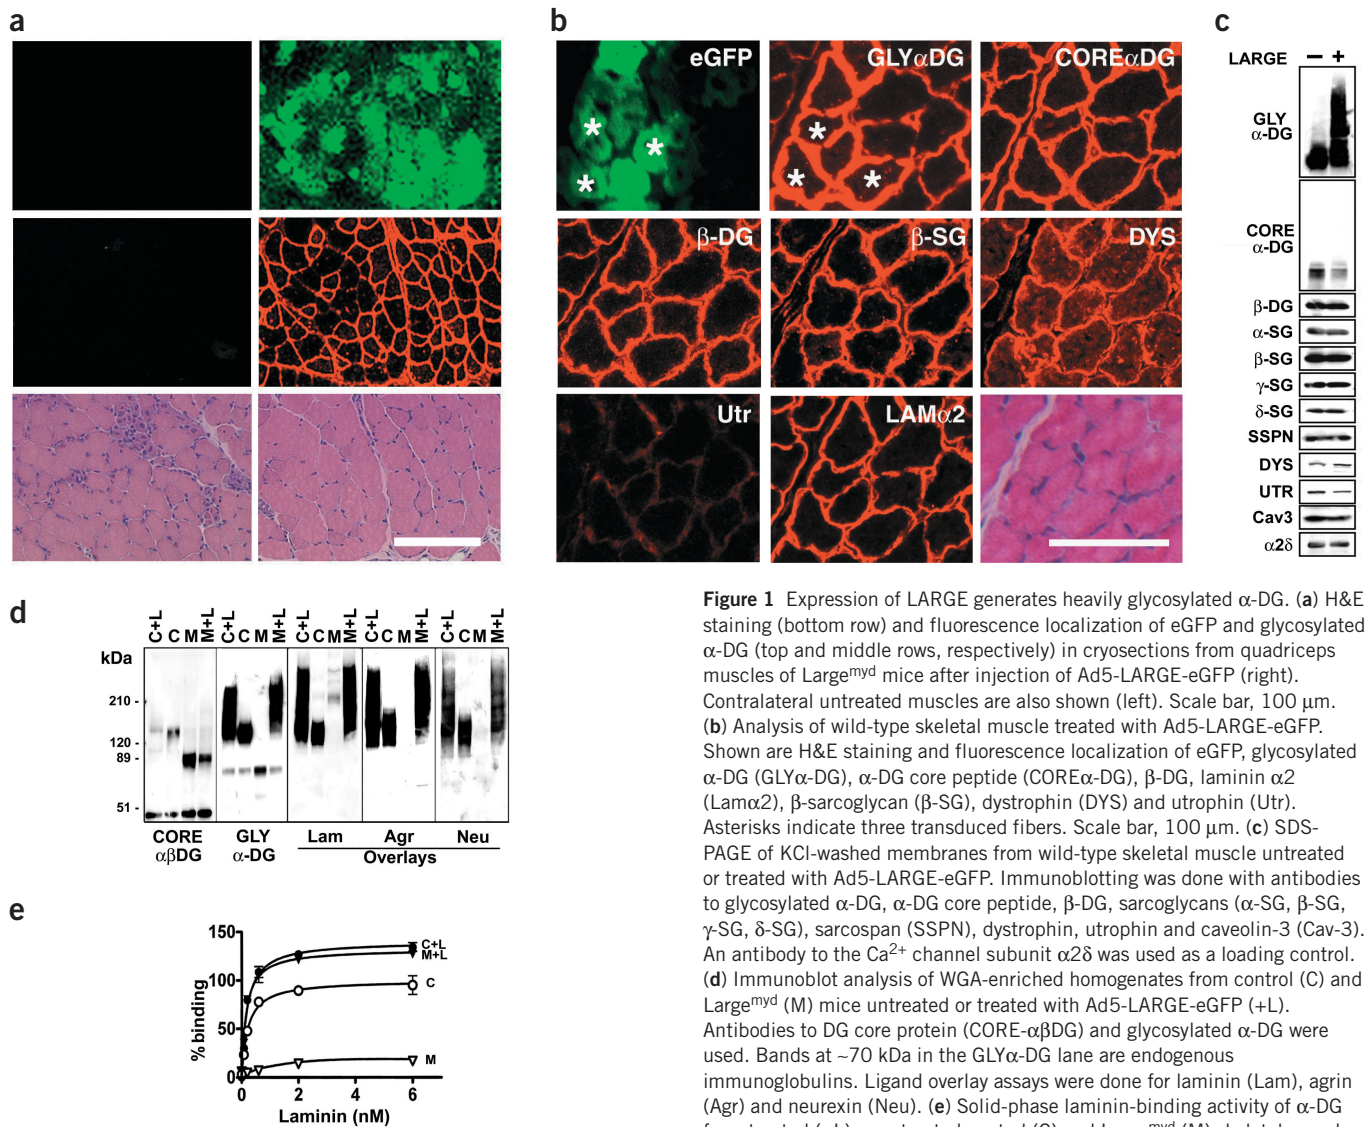 a
b
eGFP
GLYαDG
COREαDG
β-DG
β-SG
DYS
Utr
LAMα2
c
LARGE − +
GLY
α-DG
CORE
α-DG
β-DG
α-SG
β-SG
γ-SG
δ-SG
SSPN
DYS
UTR
Cav3
α2δ
d
C+L C M M+L C+L C M M+L C+L C M M+L C+L C M M+L C+L C M M+L
kDa
210 -
120 -
89 -
51 -
CORE
αβDG
GLY
α-DG
Lam
Agr
Neu
Overlays
e
150
100
50
0
% binding
C+L
M+L
C
M
0 2 4 6
Laminin (nM)
Figure 1 Expression of LARGE generates heavily glycosylated α-DG. (a) H&E
staining (bottom row) and fluorescence localization of eGFP and glycosylated
α-DG (top and middle rows, respectively) in cryosections from quadriceps
muscles of Largemyd mice after injection of Ad5-LARGE-eGFP (right).
Contralateral untreated muscles are also shown (left). Scale bar, 100 μm.
(b) Analysis of wild-type skeletal muscle treated with Ad5-LARGE-eGFP.
Shown are H&E staining and fluorescence localization of eGFP, glycosylated
α-DG (GLYα-DG), α-DG core peptide (COREα-DG), β-DG, laminin α2
(Lamα2), β-sarcoglycan (β-SG), dystrophin (DYS) and utrophin (Utr).
Asterisks indicate three transduced fibers. Scale bar, 100 μm. (c) SDS-
PAGE of KCl-washed membranes from wild-type skeletal muscle untreated
or treated with Ad5-LARGE-eGFP. Immunoblotting was done with antibodies
to glycosylated α-DG, α-DG core peptide, β-DG, sarcoglycans (α-SG, β-SG,
γ-SG, δ-SG), sarcospan (SSPN), dystrophin, utrophin and caveolin-3 (Cav-3).
An antibody to the Ca2+ channel subunit α2δ was used as a loading control.
(d) Immunoblot analysis of WGA-enriched homogenates from control (C) and
Largemyd (M) mice untreated or treated with Ad5-LARGE-eGFP (+L).
Antibodies to DG core protein (CORE-αβDG) and glycosylated α-DG were
used. Bands at ~70 kDa in the GLYα-DG lane are endogenous
immunoglobulins. Ligand overlay assays were done for laminin (Lam), agrin
(Agr) and neurexin (Neu). (e) Solid-phase laminin-binding activity of α-DG